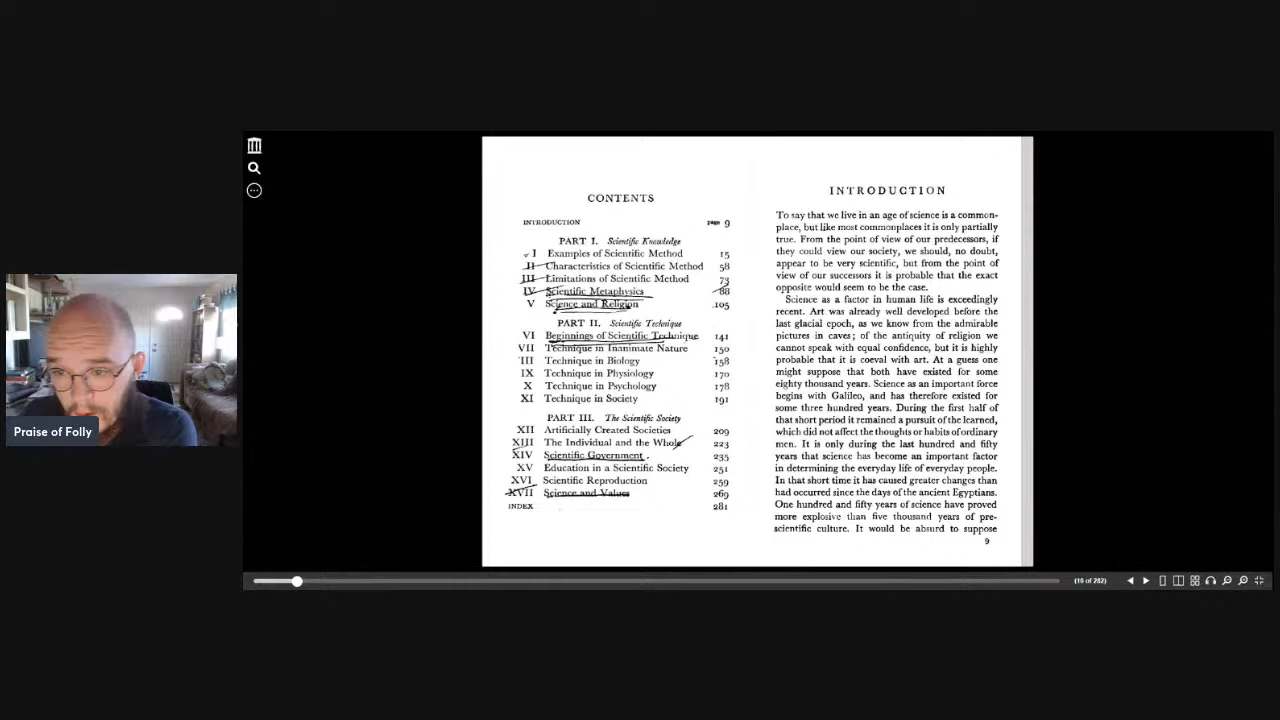 Praise of Folly
CONTENTS
INTRODUCTION page 9
PART I. Scientific Knowledge
I Examples of Scientific Method 15
II Characteristics of Scientific Method 58
III Limitations of Scientific Method 73
IV Scientific Metaphysics 88
V Science and Religion 105
PART II. Scientific Technique
VI Beginnings of Scientific Technique 141
VII Technique in Inanimate Nature 150
VIII Technique in Biology 158
IX Technique in Physiology 170
X Technique in Psychology 178
XI Technique in Society 191
PART III. The Scientific Society
XII Artificially Created Societies 209
XIII The Individual and the Whole 223
XIV Scientific Government 235
XV Education in a Scientific Society 251
XVI Scientific Reproduction 259
XVII Science and Values 269
INDEX 281
INTRODUCTION
To say that we live in an age of science is a common-
place, but like most commonplaces it is only partially
true. From the point of view of our predecessors, if
they could view our society, we should, no doubt,
appear to be very scientific, but from the point of
view of our successors it is probable that the exact
opposite would seem to be the case.
Science as a factor in human life is exceedingly
recent. Art was already well developed before the
last glacial epoch, as we know from the admirable
pictures in caves; of the antiquity of religion we
cannot speak with equal confidence, but it is highly
probable that it is coeval with art. At a guess one
might suppose that both have existed for some
eighty thousand years. Science as an important force
begins with Galileo, and has therefore existed for
some three hundred years. During the first half of
that short period it remained a pursuit of the learned,
which did not affect the thoughts or habits of ordinary
men. It is only during the last hundred and fifty
years that science has become an important factor
in determining the everyday life of everyday people.
In that short time it has caused greater changes than
had occurred since the days of the ancient Egyptians.
One hundred and fifty years of science have proved
more explosive than five thousand years of pre-
scientific culture. It would be absurd to suppose
9
(16 of 282)